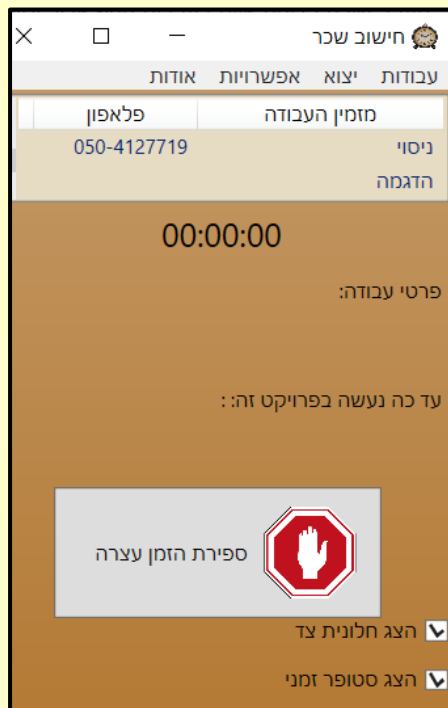 חישוב שכר
עבודות יצוא אפשרויות אודות
מזמין העבודה פלאפון
ניסוי 050-4127719
הדגמה
00:00:00
פרטי עבודה:
עד כה נעשה בפרויקט זה: :
ספירת הזמן עצרה
הצג חלונית צד
הצג סטופר זמני